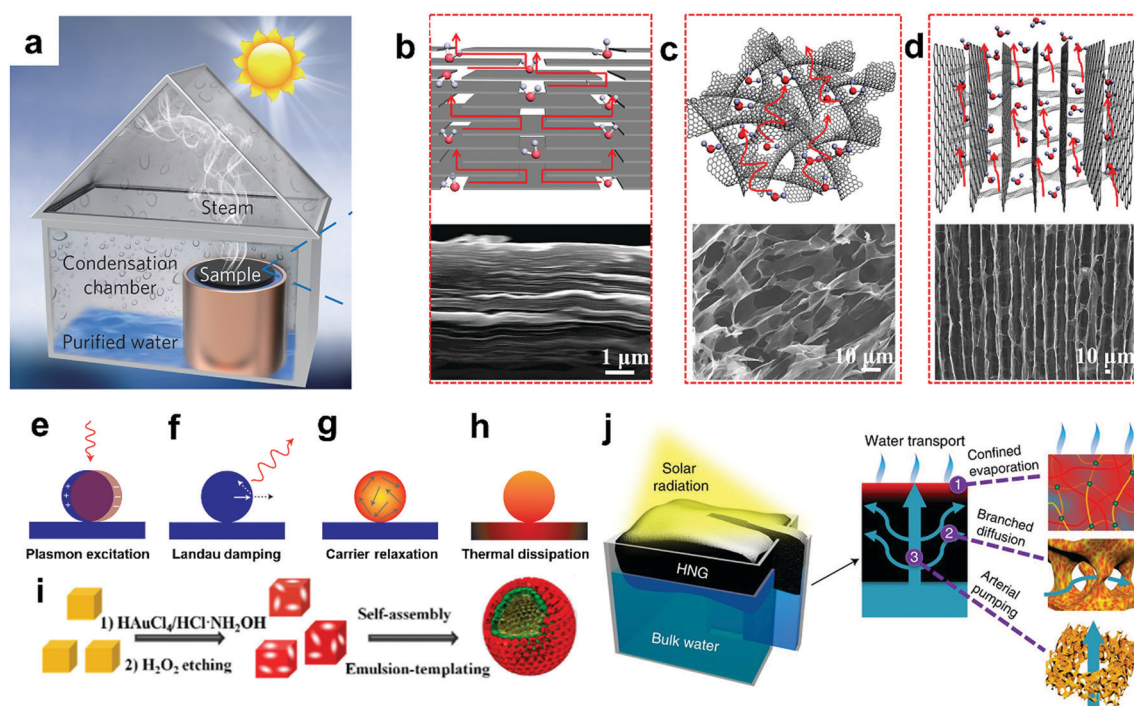 a
Steam
Sample
Condensation
chamber
Purified water
b
1 μm
c
10 μm
d
10 μm
e
Plasmon excitation
f
Landau damping
g
Carrier relaxation
h
Thermal dissipation
i
1) HAuCl₄/HCl·NH₂OH
2) H₂O₂ etching
Self-assembly
Emulsion-templating
j
Solar
radiation
HNG
Bulk water
Water transport
1
2
3
Confined
evaporation
Branched
diffusion
Arterial
pumping